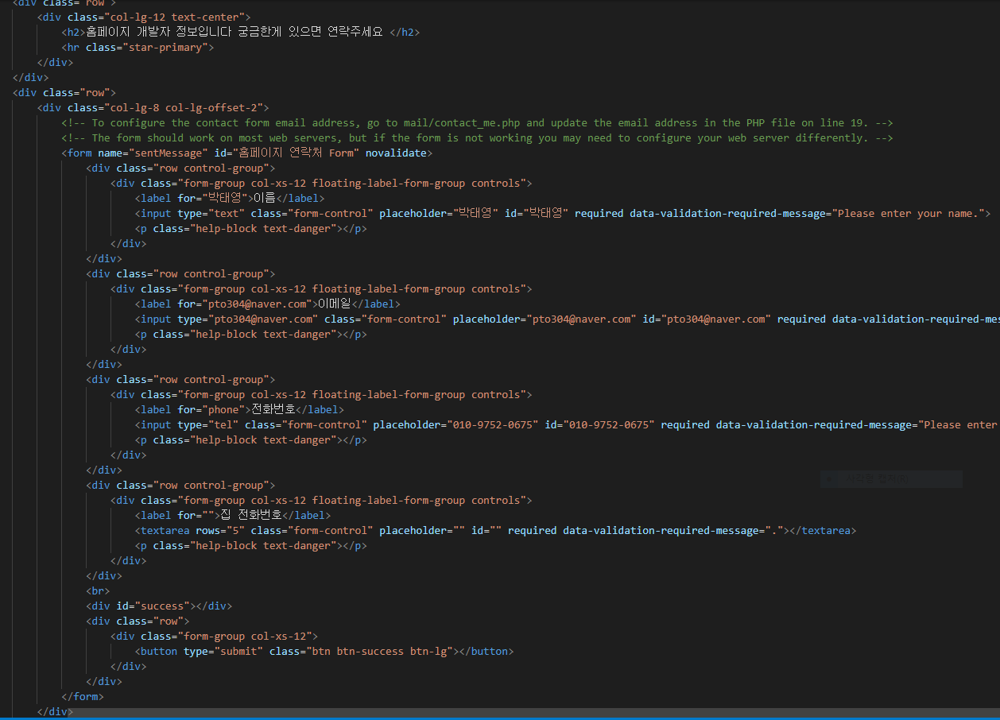 <div class="row">
<div class="col-lg-12 text-center">
<h2>홈페이지 개발자 정보입니다 궁금한게 있으면 연락주세요 </h2>
<hr class="star-primary">
</div>
</div>
<div class="row">
<div class="col-lg-8 col-lg-offset-2">
<!-- To configure the contact form email address, go to mail/contact_me.php and update the email address in the PHP file on line 19. -->
<!-- The form should work on most web servers, but if the form is not working you may need to configure your web server differently. -->
<form name="sentMessage" id="홈페이지 연락처 Form" novalidate>
<div class="row control-group">
<div class="form-group col-xs-12 floating-label-form-group controls">
<label for="박태영">이름</label>
<input type="text" class="form-control" placeholder="박태영" id="박태영" required data-validation-required-message="Please enter your name.">
<p class="help-block text-danger"></p>
</div>
</div>
<div class="row control-group">
<div class="form-group col-xs-12 floating-label-form-group controls">
<label for="pto304@naver.com">이메일</label>
<input type="pto304@naver.com" class="form-control" placeholder="pto304@naver.com" id="pto304@naver.com" required data-validation-required-mes
<p class="help-block text-danger"></p>
</div>
</div>
<div class="row control-group">
<div class="form-group col-xs-12 floating-label-form-group controls">
<label for="phone">전화번호</label>
<input type="tel" class="form-control" placeholder="010-9752-0675" id="010-9752-0675" required data-validation-required-message="Please enter
<p class="help-block text-danger"></p>
</div>
</div>
<div class="row control-group">
<div class="form-group col-xs-12 floating-label-form-group controls">
<label for="">집 전화번호</label>
<textarea rows="5" class="form-control" placeholder="" id="" required data-validation-required-message="."></textarea>
<p class="help-block text-danger"></p>
</div>
</div>
<br>
<div id="success"></div>
<div class="row">
<div class="form-group col-xs-12">
<button type="submit" class="btn btn-success btn-lg"></button>
</div>
</div>
</form>
</div>